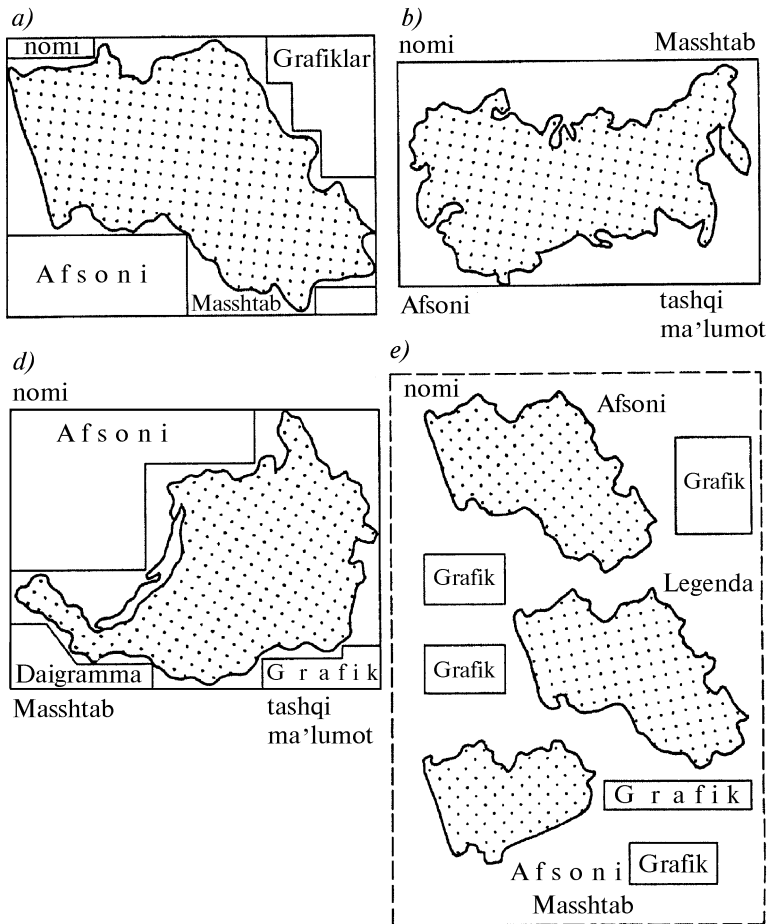 a)
nomi
Grafiklar
Afsoni
Masshtab
b)
nomi
Masshtab
Afsoni
tashqi
ma’lumot
d)
nomi
Afsoni
Daigramma
Grafik
Masshtab
tashqi
ma’lumot
e)
nomi
Afsoni
Grafik
Grafik
Legenda
Grafik
Grafik
Afsoni
Grafik
Masshtab